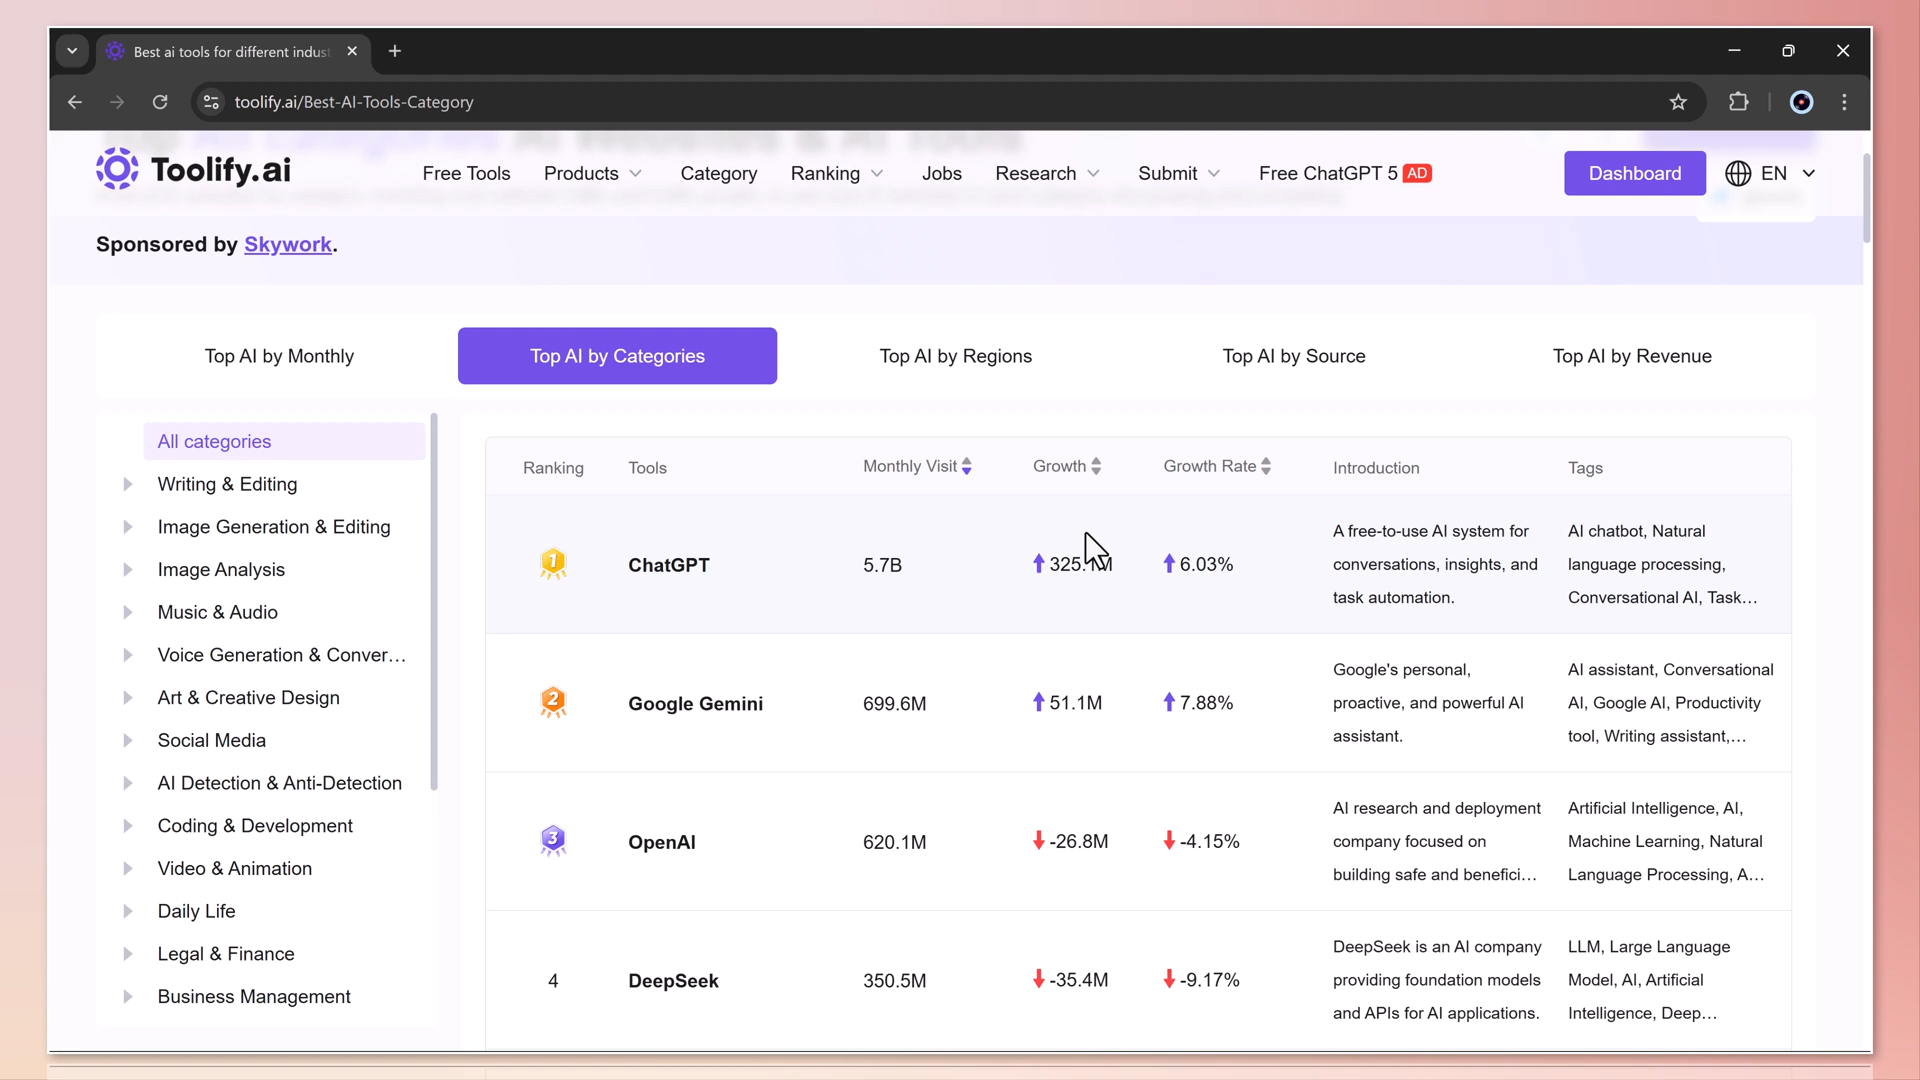 Best ai tools for different indust
toolify.ai/Best-AI-Tools-Category
Toolify.ai
Free Tools
Products
Category
Ranking
Jobs
Research
Submit
Free ChatGPT 5 AD
Dashboard
EN
Sponsored by Skywork.
Top AI by Monthly
Top AI by Categories
Top AI by Regions
Top AI by Source
Top AI by Revenue
All categories
Writing & Editing
Image Generation & Editing
Image Analysis
Music & Audio
Voice Generation & Conver...
Art & Creative Design
Social Media
AI Detection & Anti-Detection
Coding & Development
Video & Animation
Daily Life
Legal & Finance
Business Management
Ranking Tools Monthly Visit Growth Growth Rate Introduction Tags
1
ChatGPT
5.7B
325.1M
6.03%
A free-to-use AI system for
conversations, insights, and
task automation.
AI chatbot, Natural
language processing,
Conversational AI, Task...
2
Google Gemini
699.6M
51.1M
7.88%
Google's personal,
proactive, and powerful AI
assistant.
AI assistant, Conversational
AI, Google AI, Productivity
tool, Writing assistant,...
3
OpenAI
620.1M
-26.8M
-4.15%
AI research and deployment
company focused on
building safe and benefici...
Artificial Intelligence, AI,
Machine Learning, Natural
Language Processing, A...
4
DeepSeek
350.5M
-35.4M
-9.17%
DeepSeek is an AI company
providing foundation models
and APIs for AI applications.
LLM, Large Language
Model, AI, Artificial
Intelligence, Deep...